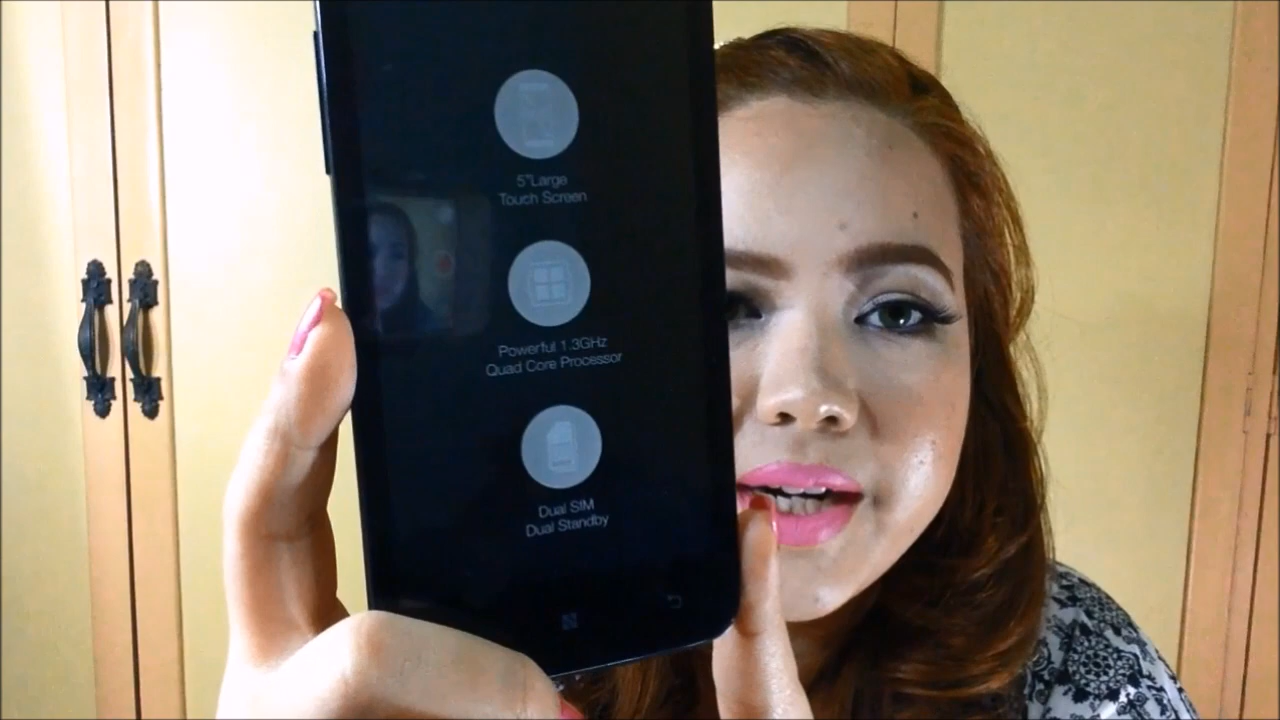 5"Large
Touch Screen
Powerful 1.3GHz
Quad Core Processor
Dual SIM
Dual Standby